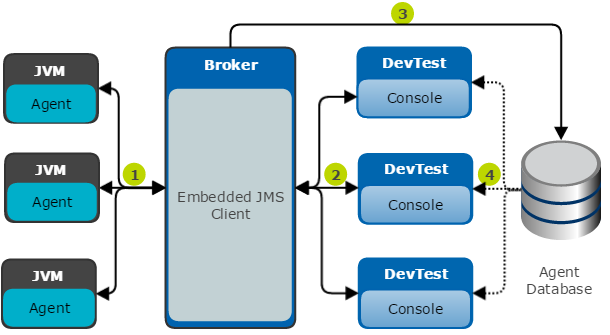 3
JVM
Agent
Broker
DevTest
Console
JVM
Agent
1
Embedded JMS
Client
2
DevTest
Console
4
JVM
Agent
DevTest
Console
Agent
Database